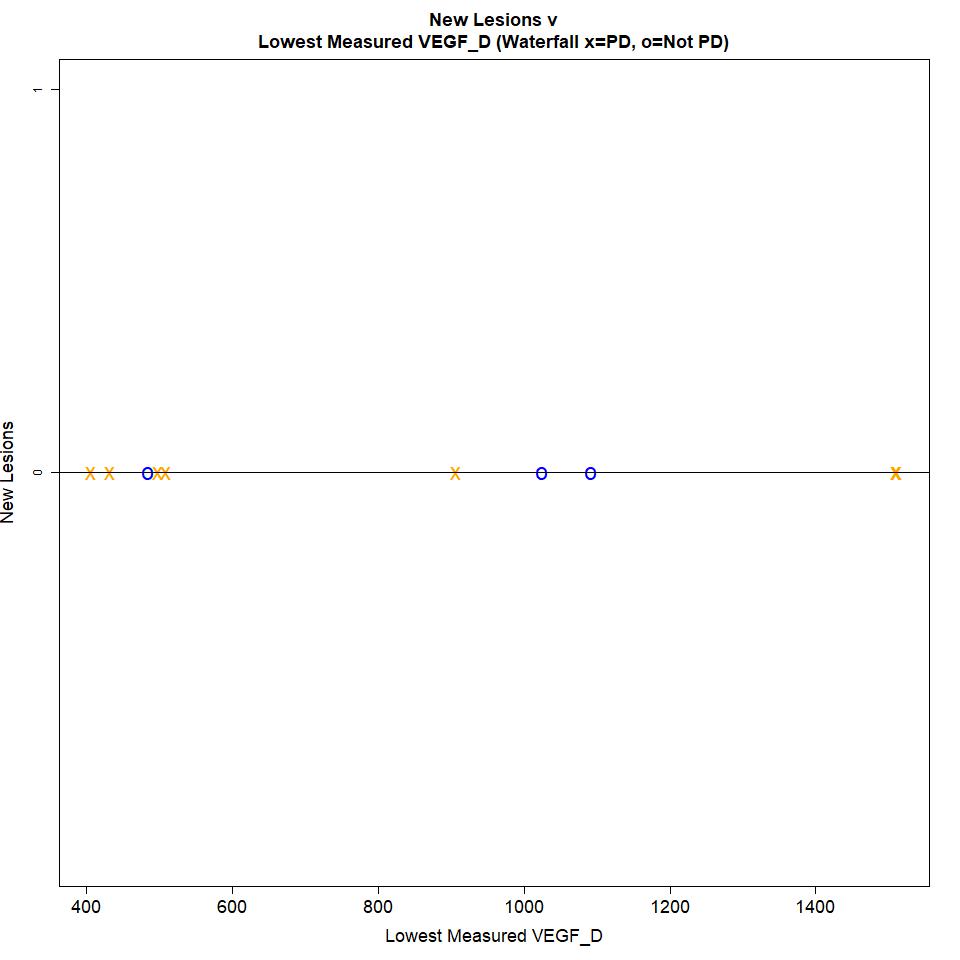 New Lesions v
Lowest Measured VEGF_D (Waterfall x=PD, o=Not PD)
New Lesions
1
0
x x o x x x o o x
400 600 800 1000 1200 1400
Lowest Measured VEGF_D